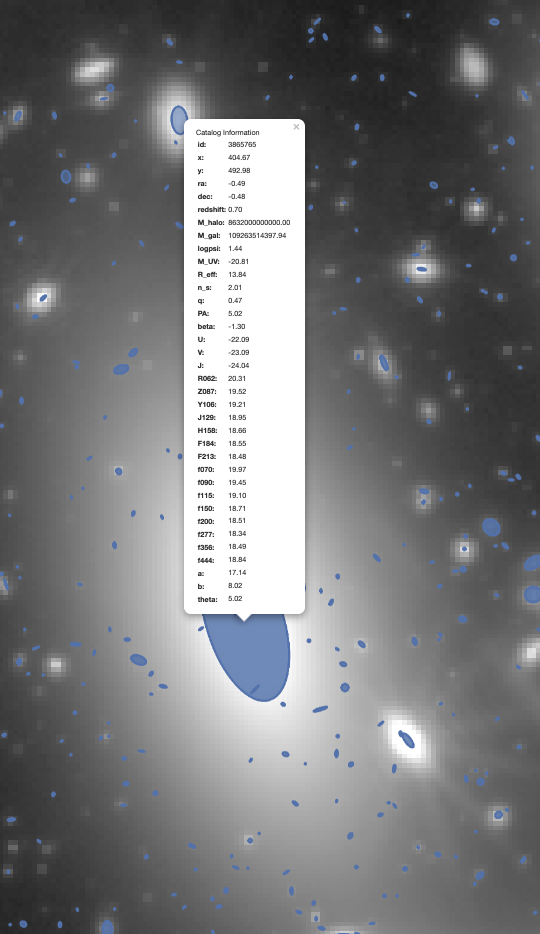 ×
Catalog Information
id: 3865765
x: 404.67
y: 492.98
ra: -0.49
dec: -0.48
redshift: 0.70
M_halo: 8632000000000.00
M_gal: 109263514397.94
logpsi: 1.44
M_UV: -20.81
R_eff: 13.84
n_s: 2.01
q: 0.47
PA: 5.02
beta: -1.30
U: -22.09
V: -23.09
J: -24.04
R062: 20.31
Z087: 19.52
Y106: 19.21
J129: 18.95
H158: 18.66
F184: 18.55
F213: 18.48
f070: 19.97
f090: 19.45
f115: 19.10
f150: 18.71
f200: 18.51
f277: 18.34
f356: 18.49
f444: 18.84
a: 17.14
b: 8.02
theta: 5.02